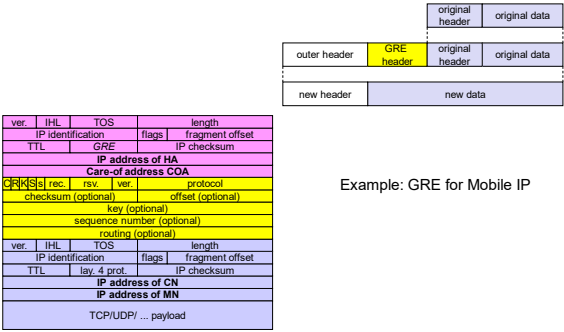 original header original data
outer header GRE header original header original data
new header new data
ver. IHL TOS length
IP identification flags fragment offset
TTL GRE IP checksum
IP address of HA
Care-of address COA
C R K S s rec. rsv. ver. protocol
checksum (optional) offset (optional)
key (optional)
sequence number (optional)
routing (optional)
ver. IHL TOS length
IP identification flags fragment offset
TTL lay. 4 prot. IP checksum
IP address of CN
IP address of MN
TCP/UDP/ ... payload
Example: GRE for Mobile IP